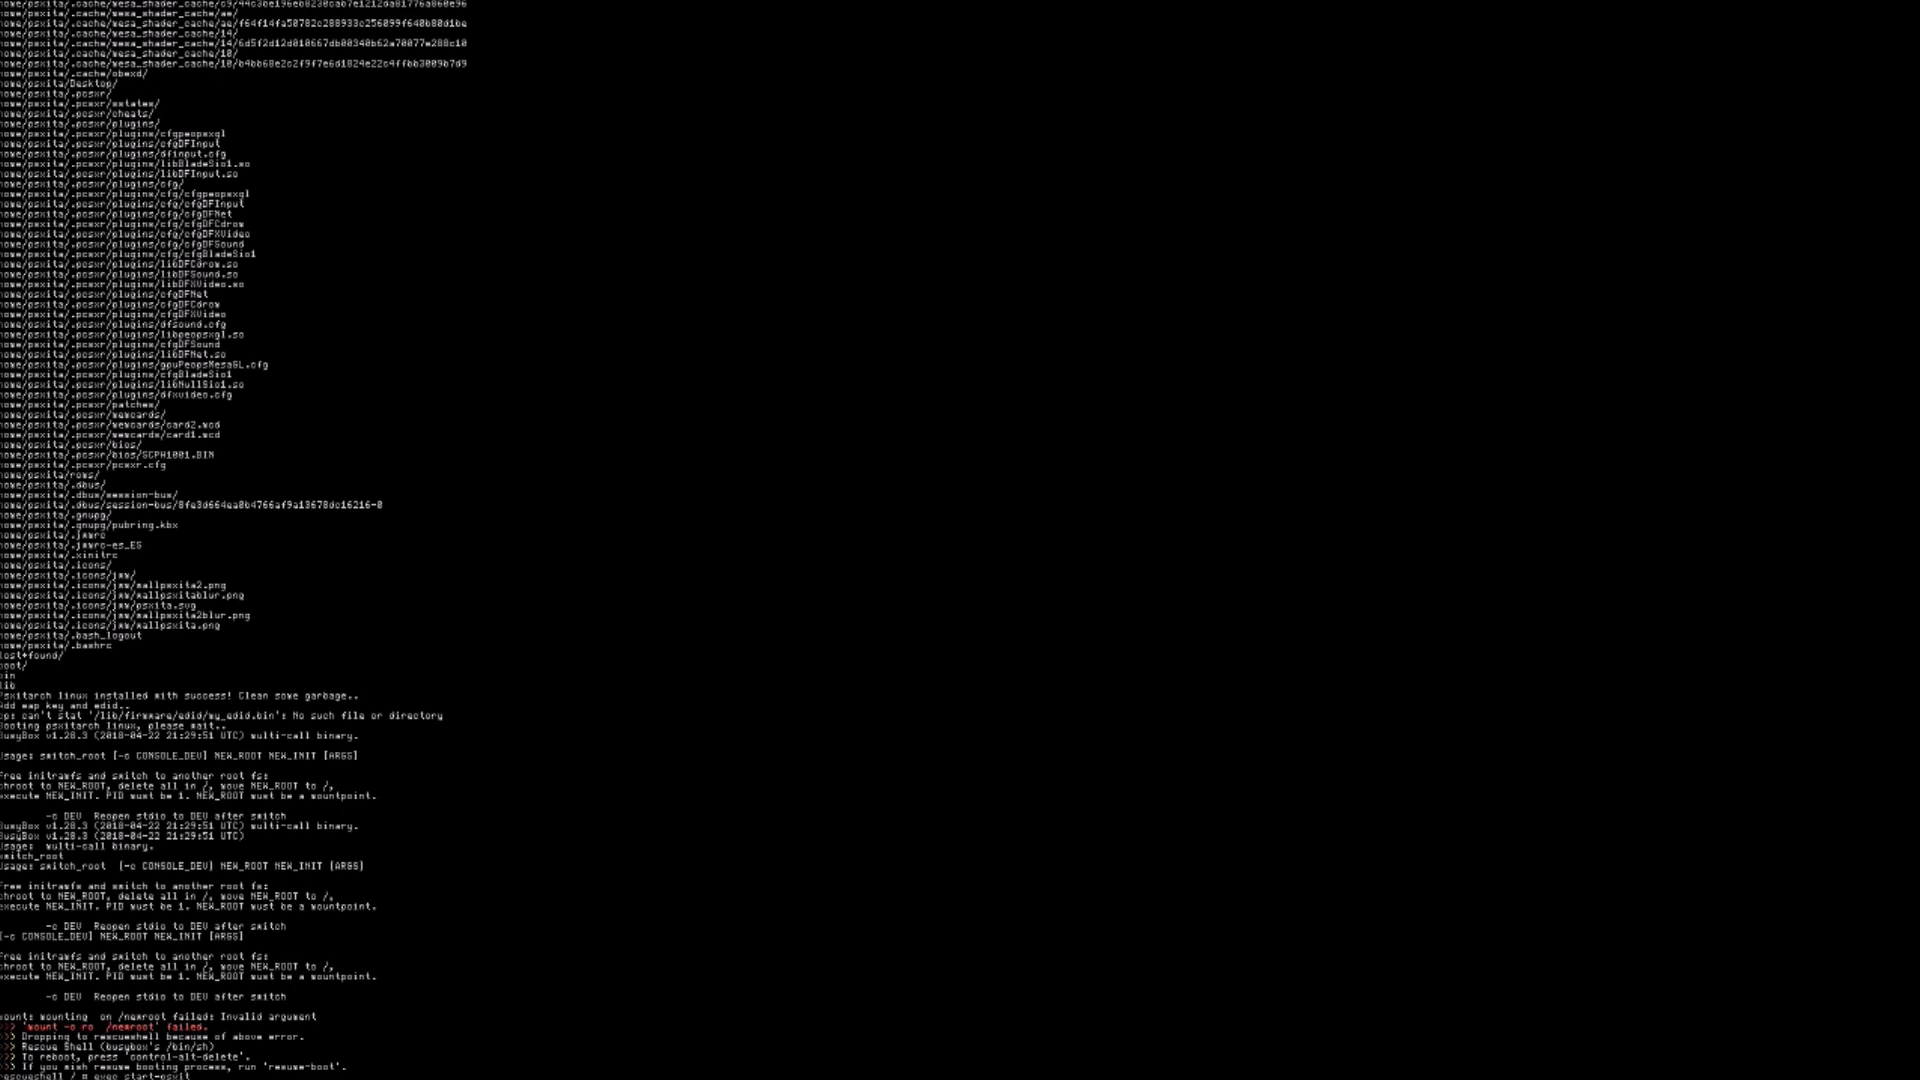 home/psxita/.cache/mesa_shader_cache/ae/
home/psxita/.cache/mesa_shader_cache/14/
home/psxita/.cache/mesa_shader_cache/10/
home/psxita/.cache/obexd/
home/psxita/Desktop/
home/psxita/.pcsxr/
home/psxita/.pcsxr/sstates/
home/psxita/.pcsxr/cheats/
home/psxita/.pcsxr/plugins/
home/psxita/.pcsxr/plugins/cfgpeopsxgl
home/psxita/.pcsxr/plugins/cfgDFInput
home/psxita/.pcsxr/plugins/dfinput.cfg
home/psxita/.pcsxr/plugins/libBladeSio1.so
home/psxita/.pcsxr/plugins/libDFInput.so
home/psxita/.pcsxr/plugins/cfg/
home/psxita/.pcsxr/plugins/cfg/cfgpeopsxgl
home/psxita/.pcsxr/plugins/cfg/cfgDFInput
home/psxita/.pcsxr/plugins/cfg/cfgDFNet
home/psxita/.pcsxr/plugins/cfg/cfgDFCdrom
home/psxita/.pcsxr/plugins/cfg/cfgDFXVideo
home/psxita/.pcsxr/plugins/cfg/cfgDFSound
home/psxita/.pcsxr/plugins/cfg/cfgBladeSio1
home/psxita/.pcsxr/plugins/libDFCdrom.so
home/psxita/.pcsxr/plugins/libDFSound.so
home/psxita/.pcsxr/plugins/libDFXVideo.so
home/psxita/.pcsxr/plugins/cfgDFNet
home/psxita/.pcsxr/plugins/cfgDFCdrom
home/psxita/.pcsxr/plugins/cfgDFXVideo
home/psxita/.pcsxr/plugins/dfsound.cfg
home/psxita/.pcsxr/plugins/libpeopsxgl.so
home/psxita/.pcsxr/plugins/cfgDFSound
home/psxita/.pcsxr/plugins/libDFNet.so
home/psxita/.pcsxr/plugins/gpuPeopsMesaGL.cfg
home/psxita/.pcsxr/plugins/cfgBladeSio1
home/psxita/.pcsxr/plugins/libNullSio1.so
home/psxita/.pcsxr/plugins/dfxvideo.cfg
home/psxita/.pcsxr/patches/
home/psxita/.pcsxr/memcards/
home/psxita/.pcsxr/memcards/card2.mcd
home/psxita/.pcsxr/memcards/card1.mcd
home/psxita/.pcsxr/bios/
home/psxita/.pcsxr/bios/SCPH1001.BIN
home/psxita/.pcsxr/pcsxr.cfg
home/psxita/roms/
home/psxita/.dbus/
home/psxita/.dbus/session-bus/
home/psxita/.dbus/session-bus/8fe3d664ea0b4766af9a13678dc16216-0
home/psxita/.gnupg/
home/psxita/.gnupg/pubring.kbx
home/psxita/.jwmrc
home/psxita/.jwmrc-es_ES
home/psxita/.xinitrc
home/psxita/.icons/
home/psxita/.icons/jwm/
home/psxita/.icons/jwm/wallpsxita2.png
home/psxita/.icons/jwm/wallpsxitablur.png
home/psxita/.icons/jwm/psxita.svg
home/psxita/.icons/jwm/wallpsxita2blur.png
home/psxita/.icons/jwm/wallpsxita.png
home/psxita/.bash_logout
home/psxita/.bashrc
lost+found/
boot/
bin
lib
Psxitarch linux installed with success! Clean some garbage..
Add eap key and edid..
cp: can't stat '/lib/firmware/edid/my_edid.bin': No such file or directory
Booting psxitarch linux, please wait..
BusyBox v1.28.3 (2018-04-22 21:29:51 UTC) multi-call binary.
Usage: switch_root [-c CONSOLE_DEV] NEW_ROOT NEW_INIT [ARGS]
Free initramfs and switch to another root fs:
chroot to NEW_ROOT, delete all in /, move NEW_ROOT to /,
execute NEW_INIT. PID must be 1. NEW_ROOT must be a mountpoint.
-c DEV  Reopen stdio to DEV after switch
BusyBox v1.28.3 (2018-04-22 21:29:51 UTC) multi-call binary.
BusyBox v1.28.3 (2018-04-22 21:29:51 UTC)
Usage:  multi-call binary.
switch_root
Usage: switch_root  [-c CONSOLE_DEV] NEW_ROOT NEW_INIT [ARGS]
Free initramfs and switch to another root fs:
chroot to NEW_ROOT, delete all in /, move NEW_ROOT to /,
execute NEW_INIT. PID must be 1. NEW_ROOT must be a mountpoint.
-c DEV  Reopen stdio to DEV after switch
[-c CONSOLE_DEV] NEW_ROOT NEW_INIT [ARGS]
Free initramfs and switch to another root fs:
chroot to NEW_ROOT, delete all in /, move NEW_ROOT to /,
execute NEW_INIT. PID must be 1. NEW_ROOT must be a mountpoint.
-c DEV  Reopen stdio to DEV after switch
mount: mounting  on /newroot failed: Invalid argument
>>> 'mount -o ro  /newroot' failed.
>>> Dropping to rescueshell because of above error.
>>> Rescue Shell (busybox's /bin/sh)
>>> To reboot, press 'control-alt-delete'.
>>> If you wish resume booting process, run 'resume-boot'.
rescueshell / # exec start-psxit